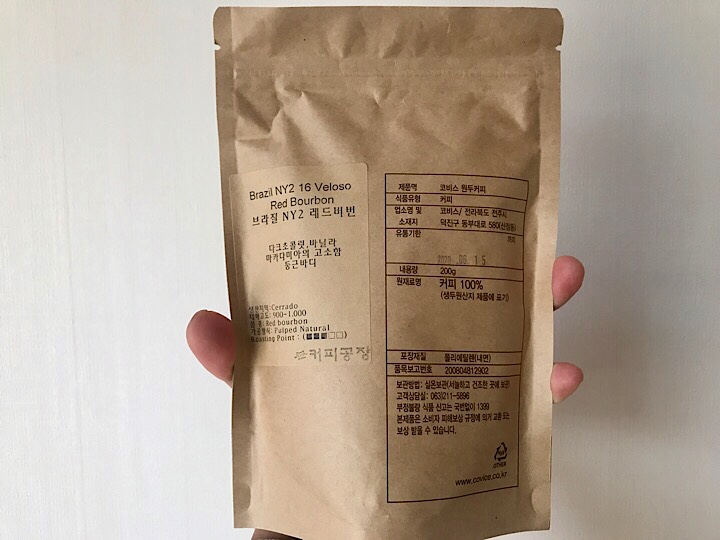 Brazil NY2 16 Veloso
Red Bourbon
브라질 NY2 레드버번
다크초콜릿,바닐라
마카다미아의 고소함
둥근바디
Cerrado
900-1,000
Red bourbon
Pulped Natural
Roasting Point : (■■■□□)
커피공장
제품명 코비스 원두커피
식품유형 커피
업소명 및 코비스/ 전라북도 전주시
소재지 덕진구 동부대로 580(산정동)
유통기한 까지
2020. 06. 15
내용량 200g
원재료명 커피 100%
(생두원산지 제품에 표기)
포장재질 폴리에틸렌(내면)
품목보고번호 200804812902
보관방법: 실온보관(서늘하고 건조한 곳에 보관)
고객상담실: 063)211-5896
부정불량 식품 신고는 국번없이 1399
본제품은 소비자 피해보상 규정에 의거 교환 또는
보상 받을 수 있습니다.
OTHER
www.covice.co.kr